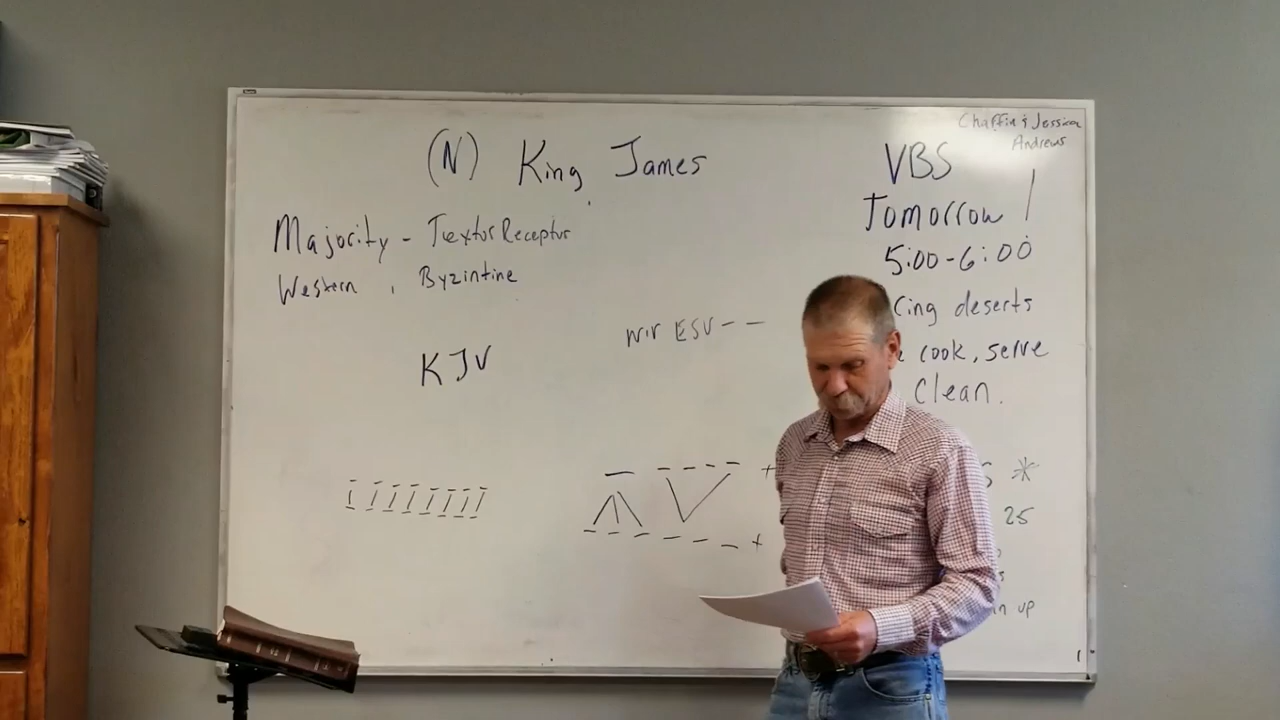 (N) King James
Majority - Textus Receptus
Western, Byzintine
KJV
ESV - -
Chaffin & Jessica
Andrews
VBS
Tomorrow!
5:00-6:00
cing deserts
cook, serve
Clean.
S *
25
n up